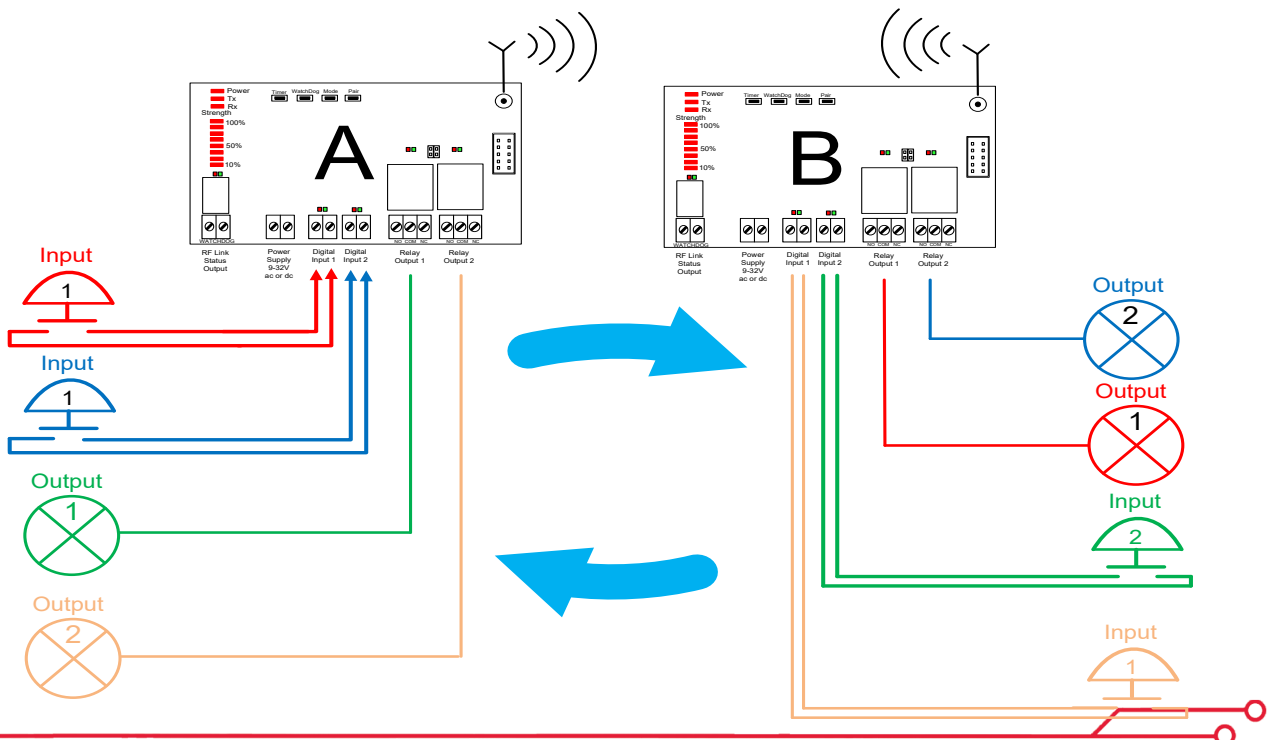 Power
Tx
Rx
Strength
100%
50%
10%
Timer WatchDog Mode Pair
A
WATCHDOG
RF Link
Status
Output
Power
Supply
9-32V
ac or dc
Digital
Input 1
Digital
Input 2
NO COM NC
Relay
Output 1
NO COM NC
Relay
Output 2
Power
Tx
Rx
Strength
100%
50%
10%
Timer WatchDog Mode Pair
B
WATCHDOG
RF Link
Status
Output
Power
Supply
9-32V
ac or dc
Digital
Input 1
Digital
Input 2
NO COM NC
Relay
Output 1
NO COM NC
Relay
Output 2
Input
1
Input
1
Output
1
Output
2
Output
2
Output
1
Input
2
Input
1